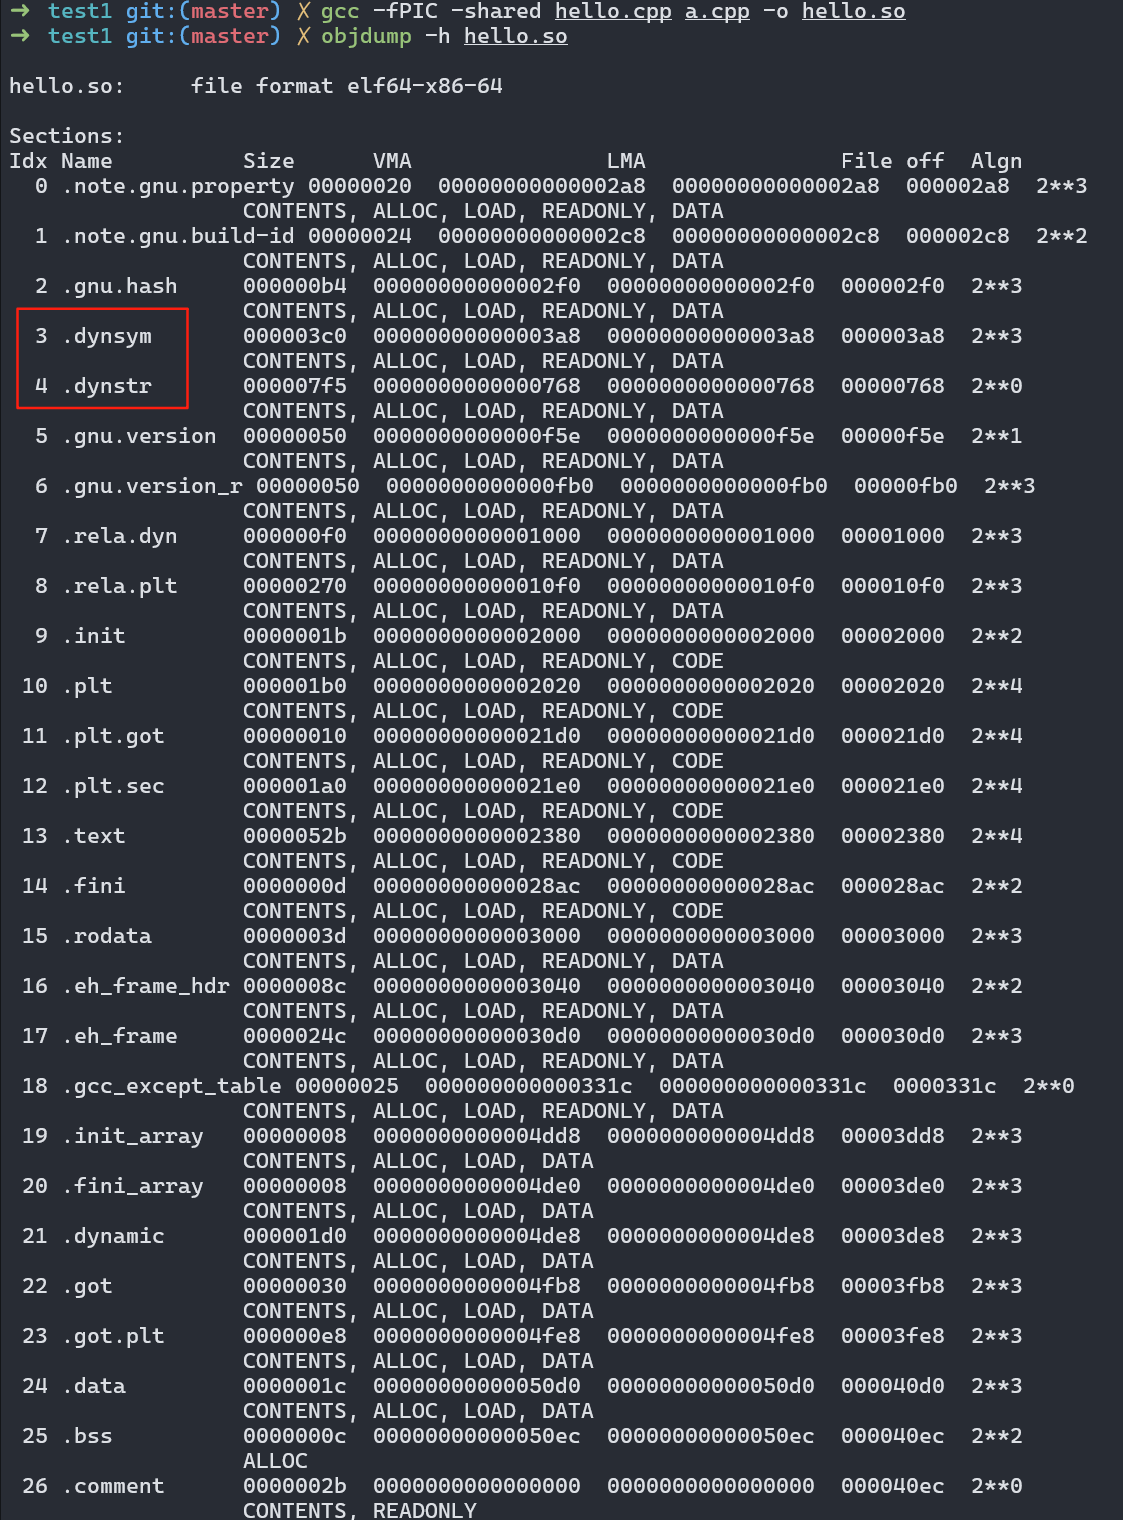 → test1 git:(master) ✗ gcc -fPIC -shared hello.cpp a.cpp -o hello.so
→ test1 git:(master) ✗ objdump -h hello.so
hello.so:     file format elf64-x86-64
Sections:
Idx Name          Size      VMA               LMA               File off  Algn
  0 .note.gnu.property 00000020  00000000000002a8  00000000000002a8  000002a8  2**3
                  CONTENTS, ALLOC, LOAD, READONLY, DATA
  1 .note.gnu.build-id 00000024  00000000000002c8  00000000000002c8  000002c8  2**2
                  CONTENTS, ALLOC, LOAD, READONLY, DATA
  2 .gnu.hash     000000b4  00000000000002f0  00000000000002f0  000002f0  2**3
                  CONTENTS, ALLOC, LOAD, READONLY, DATA
  3 .dynsym       000003c0  00000000000003a8  00000000000003a8  000003a8  2**3
                  CONTENTS, ALLOC, LOAD, READONLY, DATA
  4 .dynstr       000007f5  0000000000000768  0000000000000768  00000768  2**0
                  CONTENTS, ALLOC, LOAD, READONLY, DATA
  5 .gnu.version  00000050  0000000000000f5e  0000000000000f5e  00000f5e  2**1
                  CONTENTS, ALLOC, LOAD, READONLY, DATA
  6 .gnu.version_r 00000050  0000000000000fb0  0000000000000fb0  00000fb0  2**3
                  CONTENTS, ALLOC, LOAD, READONLY, DATA
  7 .rela.dyn     000000f0  0000000000001000  0000000000001000  00001000  2**3
                  CONTENTS, ALLOC, LOAD, READONLY, DATA
  8 .rela.plt     00000270  00000000000010f0  00000000000010f0  000010f0  2**3
                  CONTENTS, ALLOC, LOAD, READONLY, DATA
  9 .init         0000001b  0000000000002000  0000000000002000  00002000  2**2
                  CONTENTS, ALLOC, LOAD, READONLY, CODE
 10 .plt          000001b0  0000000000002020  0000000000002020  00002020  2**4
                  CONTENTS, ALLOC, LOAD, READONLY, CODE
 11 .plt.got      00000010  00000000000021d0  00000000000021d0  000021d0  2**4
                  CONTENTS, ALLOC, LOAD, READONLY, CODE
 12 .plt.sec      000001a0  00000000000021e0  00000000000021e0  000021e0  2**4
                  CONTENTS, ALLOC, LOAD, READONLY, CODE
 13 .text         0000052b  0000000000002380  0000000000002380  00002380  2**4
                  CONTENTS, ALLOC, LOAD, READONLY, CODE
 14 .fini         0000000d  00000000000028ac  00000000000028ac  000028ac  2**2
                  CONTENTS, ALLOC, LOAD, READONLY, CODE
 15 .rodata       0000003d  0000000000003000  0000000000003000  00003000  2**3
                  CONTENTS, ALLOC, LOAD, READONLY, DATA
 16 .eh_frame_hdr 0000008c  0000000000003040  0000000000003040  00003040  2**2
                  CONTENTS, ALLOC, LOAD, READONLY, DATA
 17 .eh_frame     0000024c  00000000000030d0  00000000000030d0  000030d0  2**3
                  CONTENTS, ALLOC, LOAD, READONLY, DATA
 18 .gcc_except_table 00000025  000000000000331c  000000000000331c  0000331c  2**0
                  CONTENTS, ALLOC, LOAD, READONLY, DATA
 19 .init_array   00000008  0000000000004dd8  0000000000004dd8  00003dd8  2**3
                  CONTENTS, ALLOC, LOAD, DATA
 20 .fini_array   00000008  0000000000004de0  0000000000004de0  00003de0  2**3
                  CONTENTS, ALLOC, LOAD, DATA
 21 .dynamic      000001d0  0000000000004de8  0000000000004de8  00003de8  2**3
                  CONTENTS, ALLOC, LOAD, DATA
 22 .got          00000030  0000000000004fb8  0000000000004fb8  00003fb8  2**3
                  CONTENTS, ALLOC, LOAD, DATA
 23 .got.plt      000000e8  0000000000004fe8  0000000000004fe8  00003fe8  2**3
                  CONTENTS, ALLOC, LOAD, DATA
 24 .data         0000001c  00000000000050d0  00000000000050d0  000040d0  2**3
                  CONTENTS, ALLOC, LOAD, DATA
 25 .bss          0000000c  00000000000050ec  00000000000050ec  000040ec  2**2
                  ALLOC
 26 .comment      0000002b  0000000000000000  0000000000000000  000040ec  2**0
                  CONTENTS, READONLY